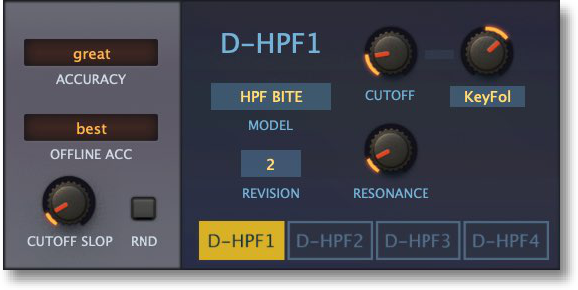 great
ACCURACY
best
OFFLINE ACC
CUTOFF SLOP
RND
D-HPF1
HPF BITE
MODEL
2
REVISION
CUTOFF
KeyFol
RESONANCE
D-HPF1 D-HPF2 D-HPF3 D-HPF4